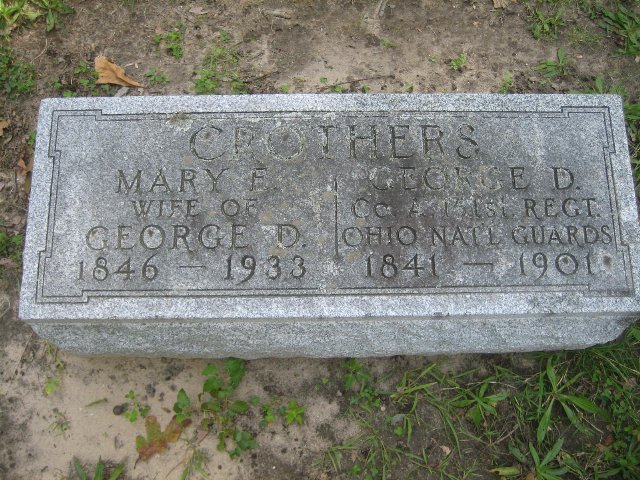 CROTHERS
MARY E.
WIFE OF
GEORGE D.
1846 — 1933
GEORGE D.
CO. A. 151ST. REGT.
OHIO NAT'L GUARDS
1841 — 1901